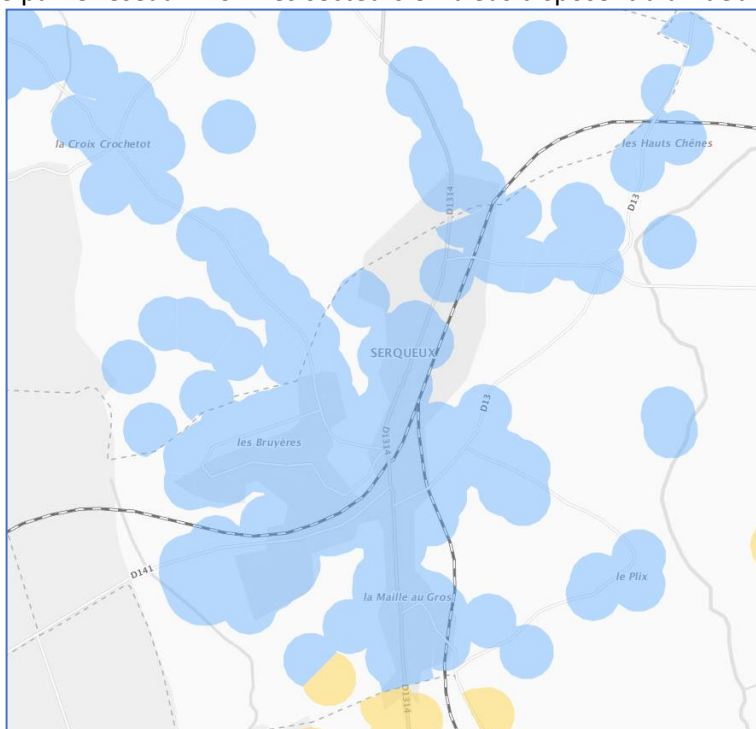 la Croix Crochetot
les Hauts Chênes
D1314
D13
SERQUEUX
D13
les Bruyères
D1314
D141
le Plix
la Maille au Gros
D1314